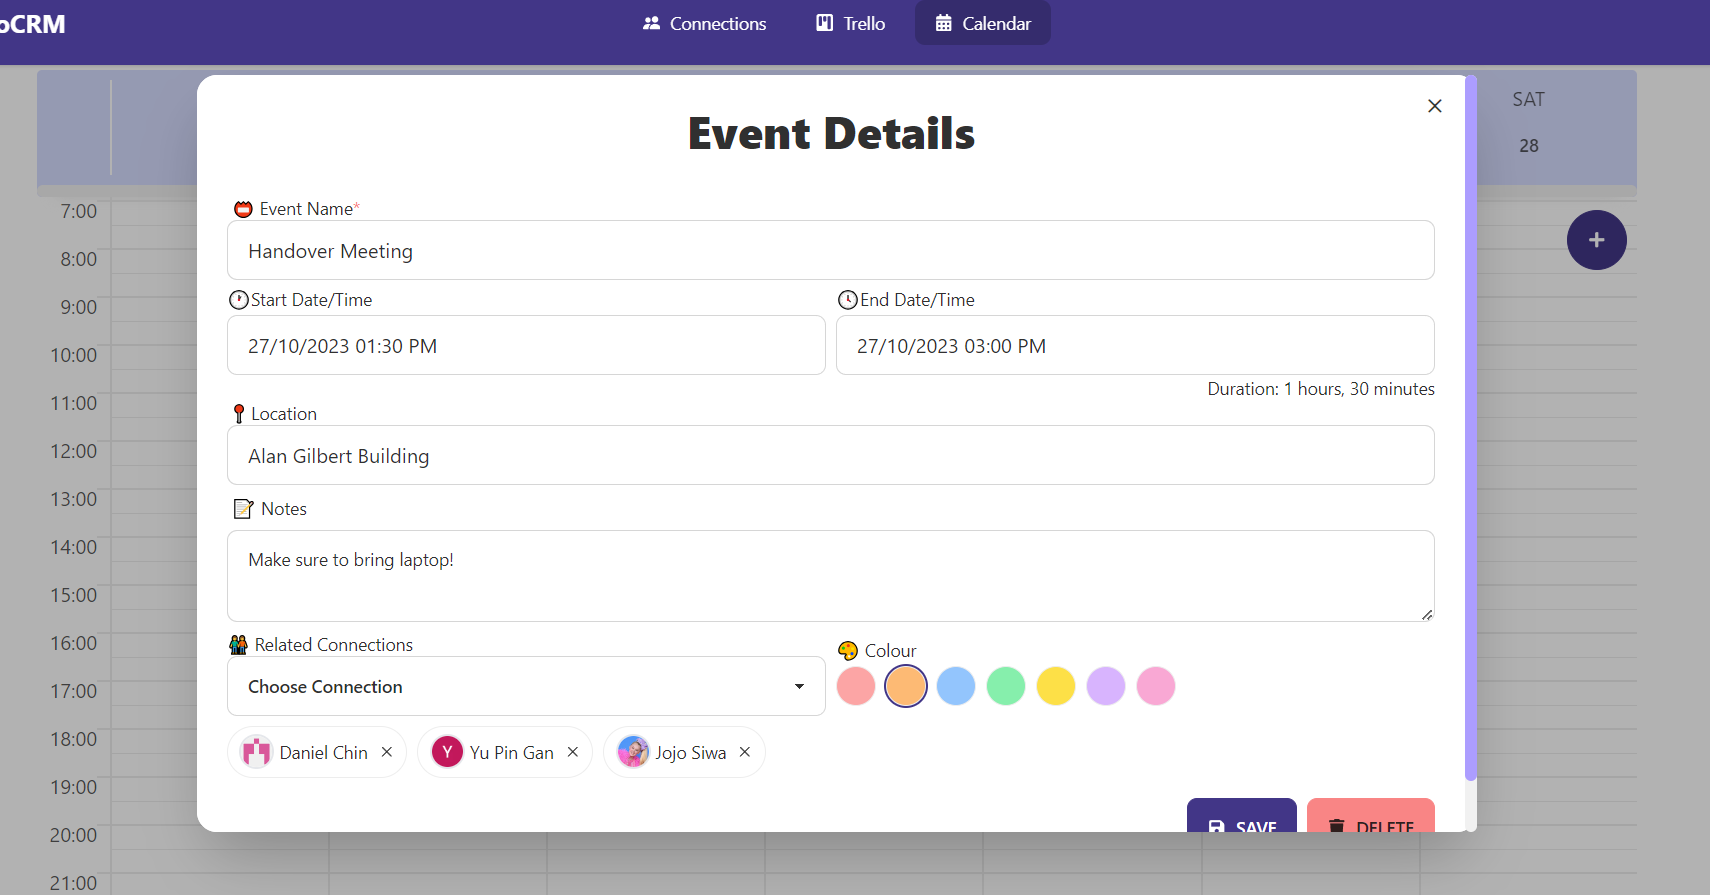 oCRM
Connections
Trello
Calendar
SAT
28
Event Details
Event Name*
Handover Meeting
Start Date/Time
End Date/Time
27/10/2023 01:30 PM
27/10/2023 03:00 PM
Duration: 1 hours, 30 minutes
Location
Alan Gilbert Building
Notes
Make sure to bring laptop!
Related Connections
Colour
Choose Connection
Daniel Chin
Y
Yu Pin Gan
Jojo Siwa
SAVE
DELETE
7:00
8:00
9:00
10:00
11:00
12:00
13:00
14:00
15:00
16:00
17:00
18:00
19:00
20:00
21:00